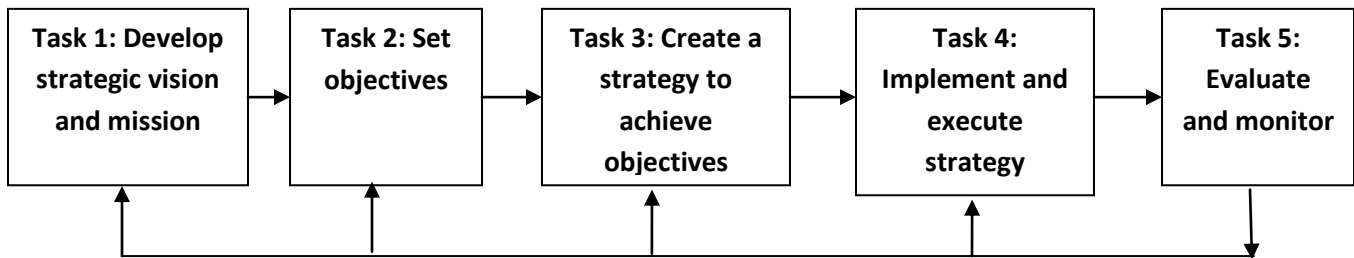 Task 1: Develop
strategic vision
and mission
Task 2: Set
objectives
Task 3: Create a
strategy to
achieve
objectives
Task 4:
Implement and
execute
strategy
Task 5:
Evaluate
and monitor